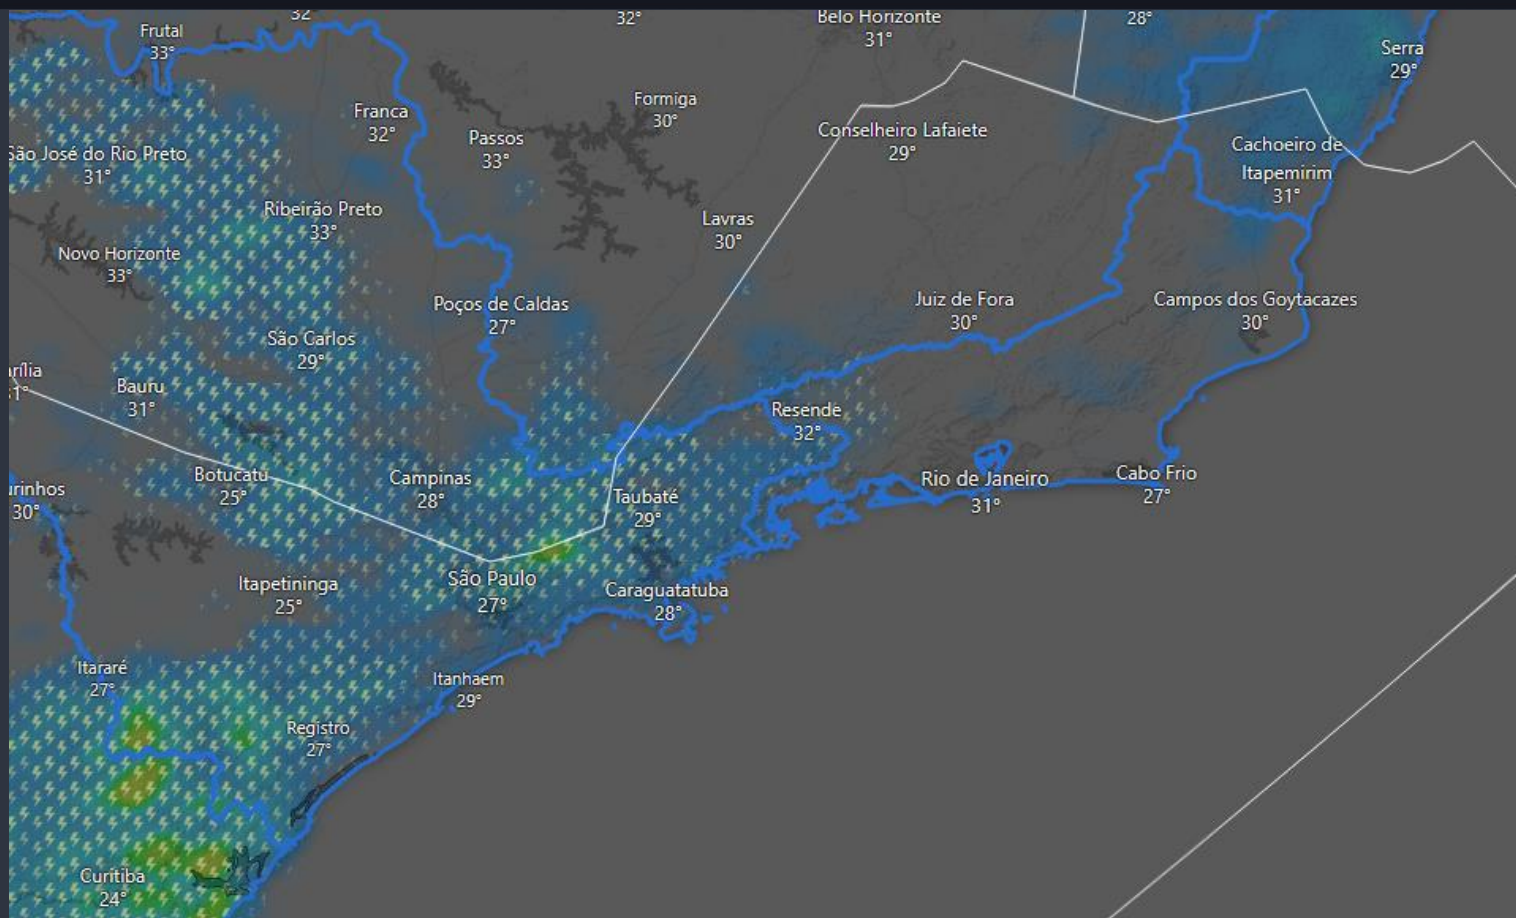 32
32°
Belo Horizonte
31°
28°
Frutal
33°
Serra
29°
Formiga
30°
Franca
32°
Passos
33°
Conselheiro Lafaiete
29°
Cachoeiro de
Itapemirim
31°
São José do Rio Preto
31°
Ribeirão Preto
33°
Lavras
30°
Novo Horizonte
33°
Poços de Caldas
27°
Juiz de Fora
30°
Campos dos Goytacazes
30°
São Carlos
29°
arília
1°
Bauru
31°
Resende
32°
Botucatu
25°
Campinas
28°
Taubaté
29°
Rio de Janeiro
31°
Cabo Frio
27°
urinhos
30°
Itapetininga
25°
São Paulo
27°
Caraguatatuba
28°
Itararé
27°
Itanhaem
29°
Registro
27°
Curitiba
24°